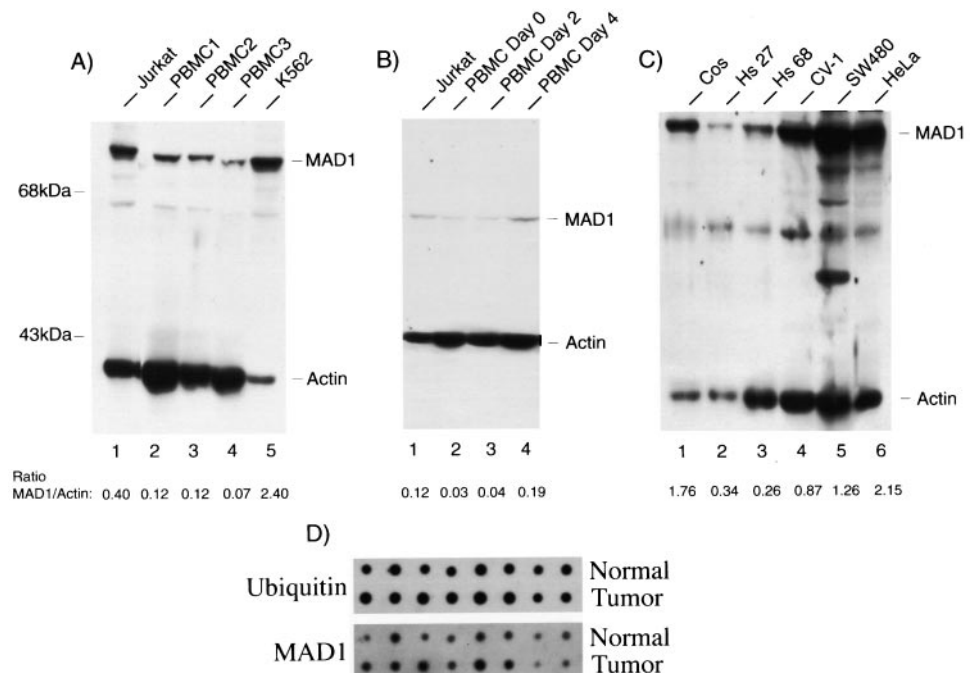 A)
Jurkat
PBMC1
PBMC2
PBMC3
K562
MAD1
68kDa
43kDa
Actin
1 2 3 4 5
Ratio
MAD1/Actin: 0.40 0.12 0.12 0.07 2.40
B)
Jurkat
PBMC Day 0
PBMC Day 2
PBMC Day 4
MAD1
Actin
1 2 3 4
0.12 0.03 0.04 0.19
C)
Cos
Hs 27
Hs 68
CV-1
SW480
HeLa
MAD1
Actin
1 2 3 4 5 6
1.76 0.34 0.26 0.87 1.26 2.15
D)
Ubiquitin
Normal
Tumor
MAD1
Normal
Tumor